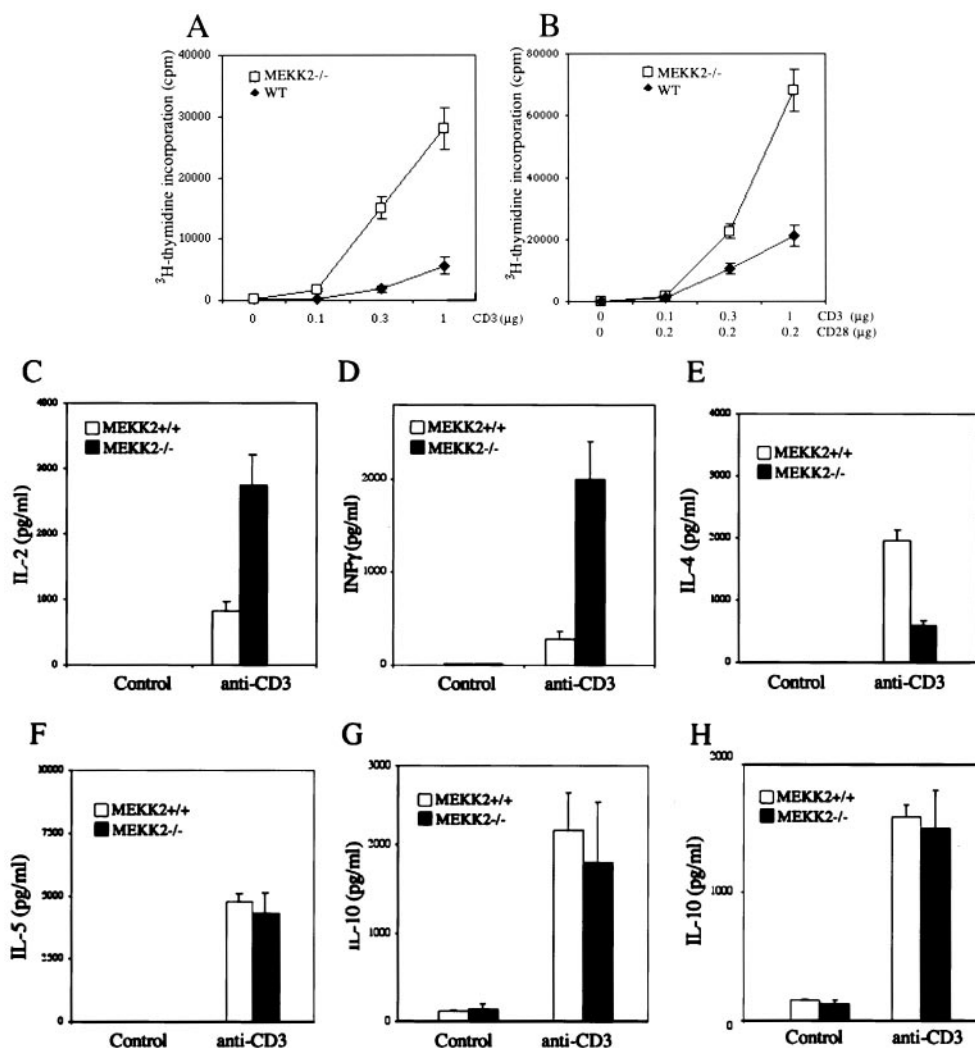 A
³H-thymidine incorporation (cpm)
40000
30000
20000
10000
0
MEKK2-/-
WT
0 0.1 0.3 1 CD3 (μg)
B
³H-thymidine incorporation (cpm)
80000
60000
40000
20000
0
MEKK2-/-
WT
0 0.1 0.3 1 CD3 (μg)
0 0.2 0.2 0.2 CD28 (μg)
C
IL-2 (pg/ml)
4000
3000
2000
1000
0
MEKK2+/+
MEKK2-/-
Control anti-CD3
D
INFγ (pg/ml)
2000
1000
0
MEKK2+/+
MEKK2-/-
Control anti-CD3
E
IL-4 (pg/ml)
4000
3000
2000
1000
0
MEKK2+/+
MEKK2-/-
Control anti-CD3
F
IL-5 (pg/ml)
10000
7500
5000
2500
0
MEKK2+/+
MEKK2-/-
Control anti-CD3
G
IL-10 (pg/ml)
3000
2000
1000
0
MEKK2+/+
MEKK2-/-
Control anti-CD3
H
IL-10 (pg/ml)
2000
1000
0
MEKK2+/+
MEKK2-/-
Control anti-CD3